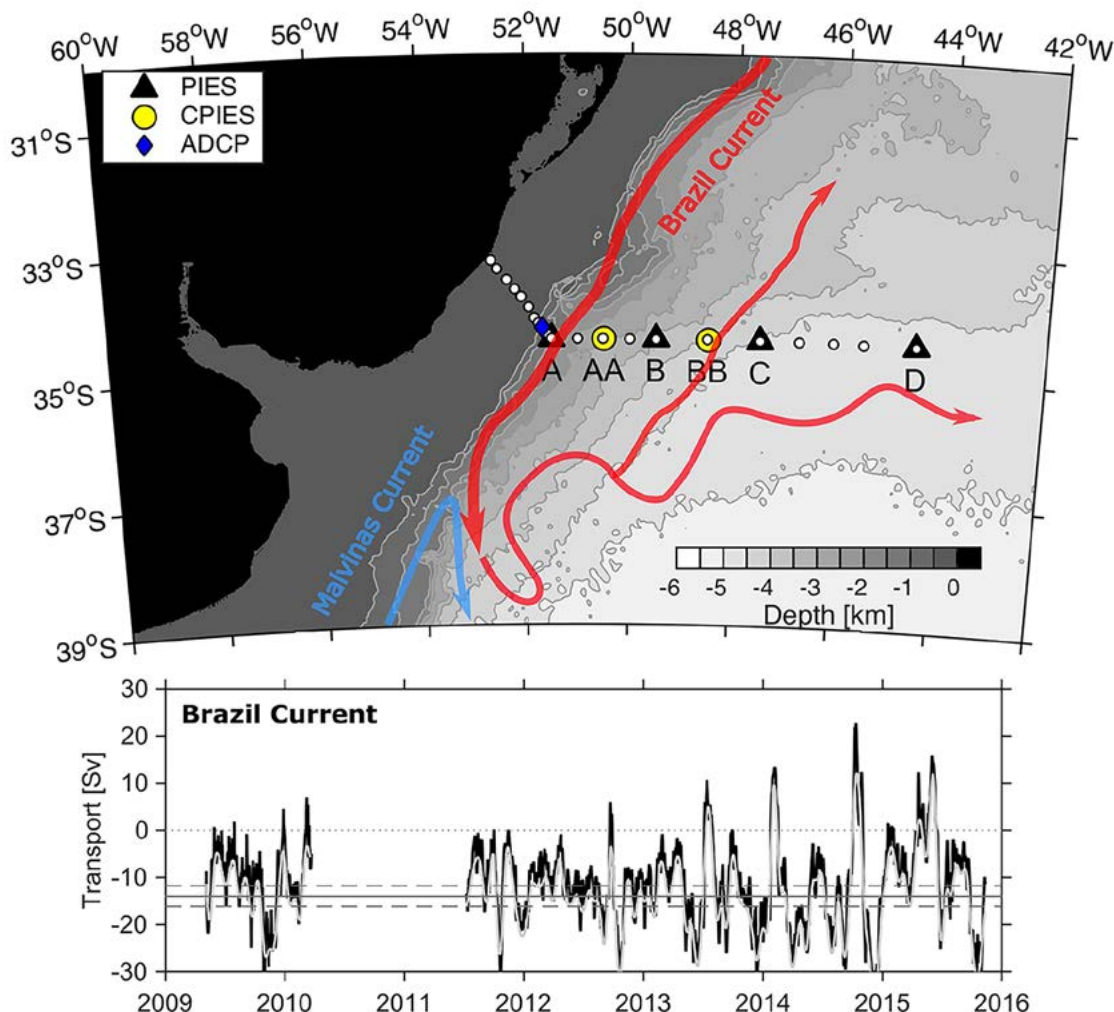 60°W 58°W 56°W 54°W 52°W 50°W 48°W 46°W 44°W 42°W
PIES
CPIES
ADCP
31°S
33°S
35°S
37°S
39°S
Brazil Current
Malvinas Current
A AA B BB C D
-6 -5 -4 -3 -2 -1 0
Depth [km]
Brazil Current
Transport [Sv]
30
20
10
0
-10
-20
-30
2009 2010 2011 2012 2013 2014 2015 2016